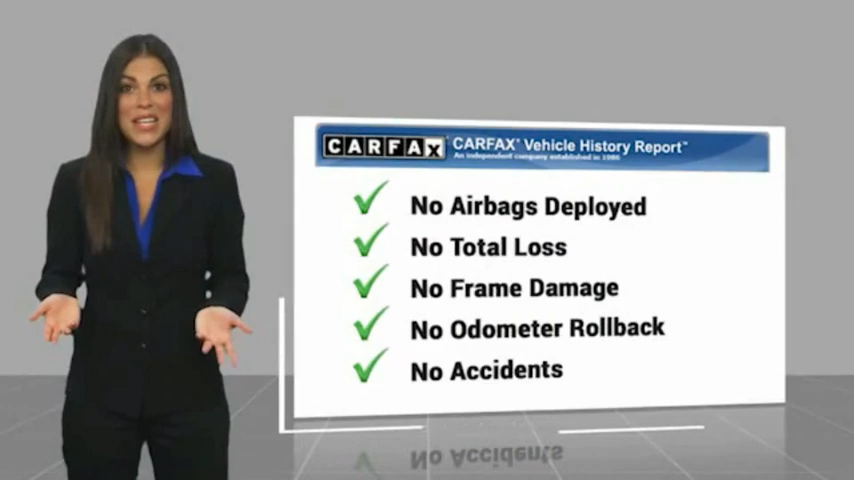 CARFAX CARFAX® Vehicle History Report™
An independent company established in 1986
No Airbags Deployed
No Total Loss
No Frame Damage
No Odometer Rollback
No Accidents
No Accidents